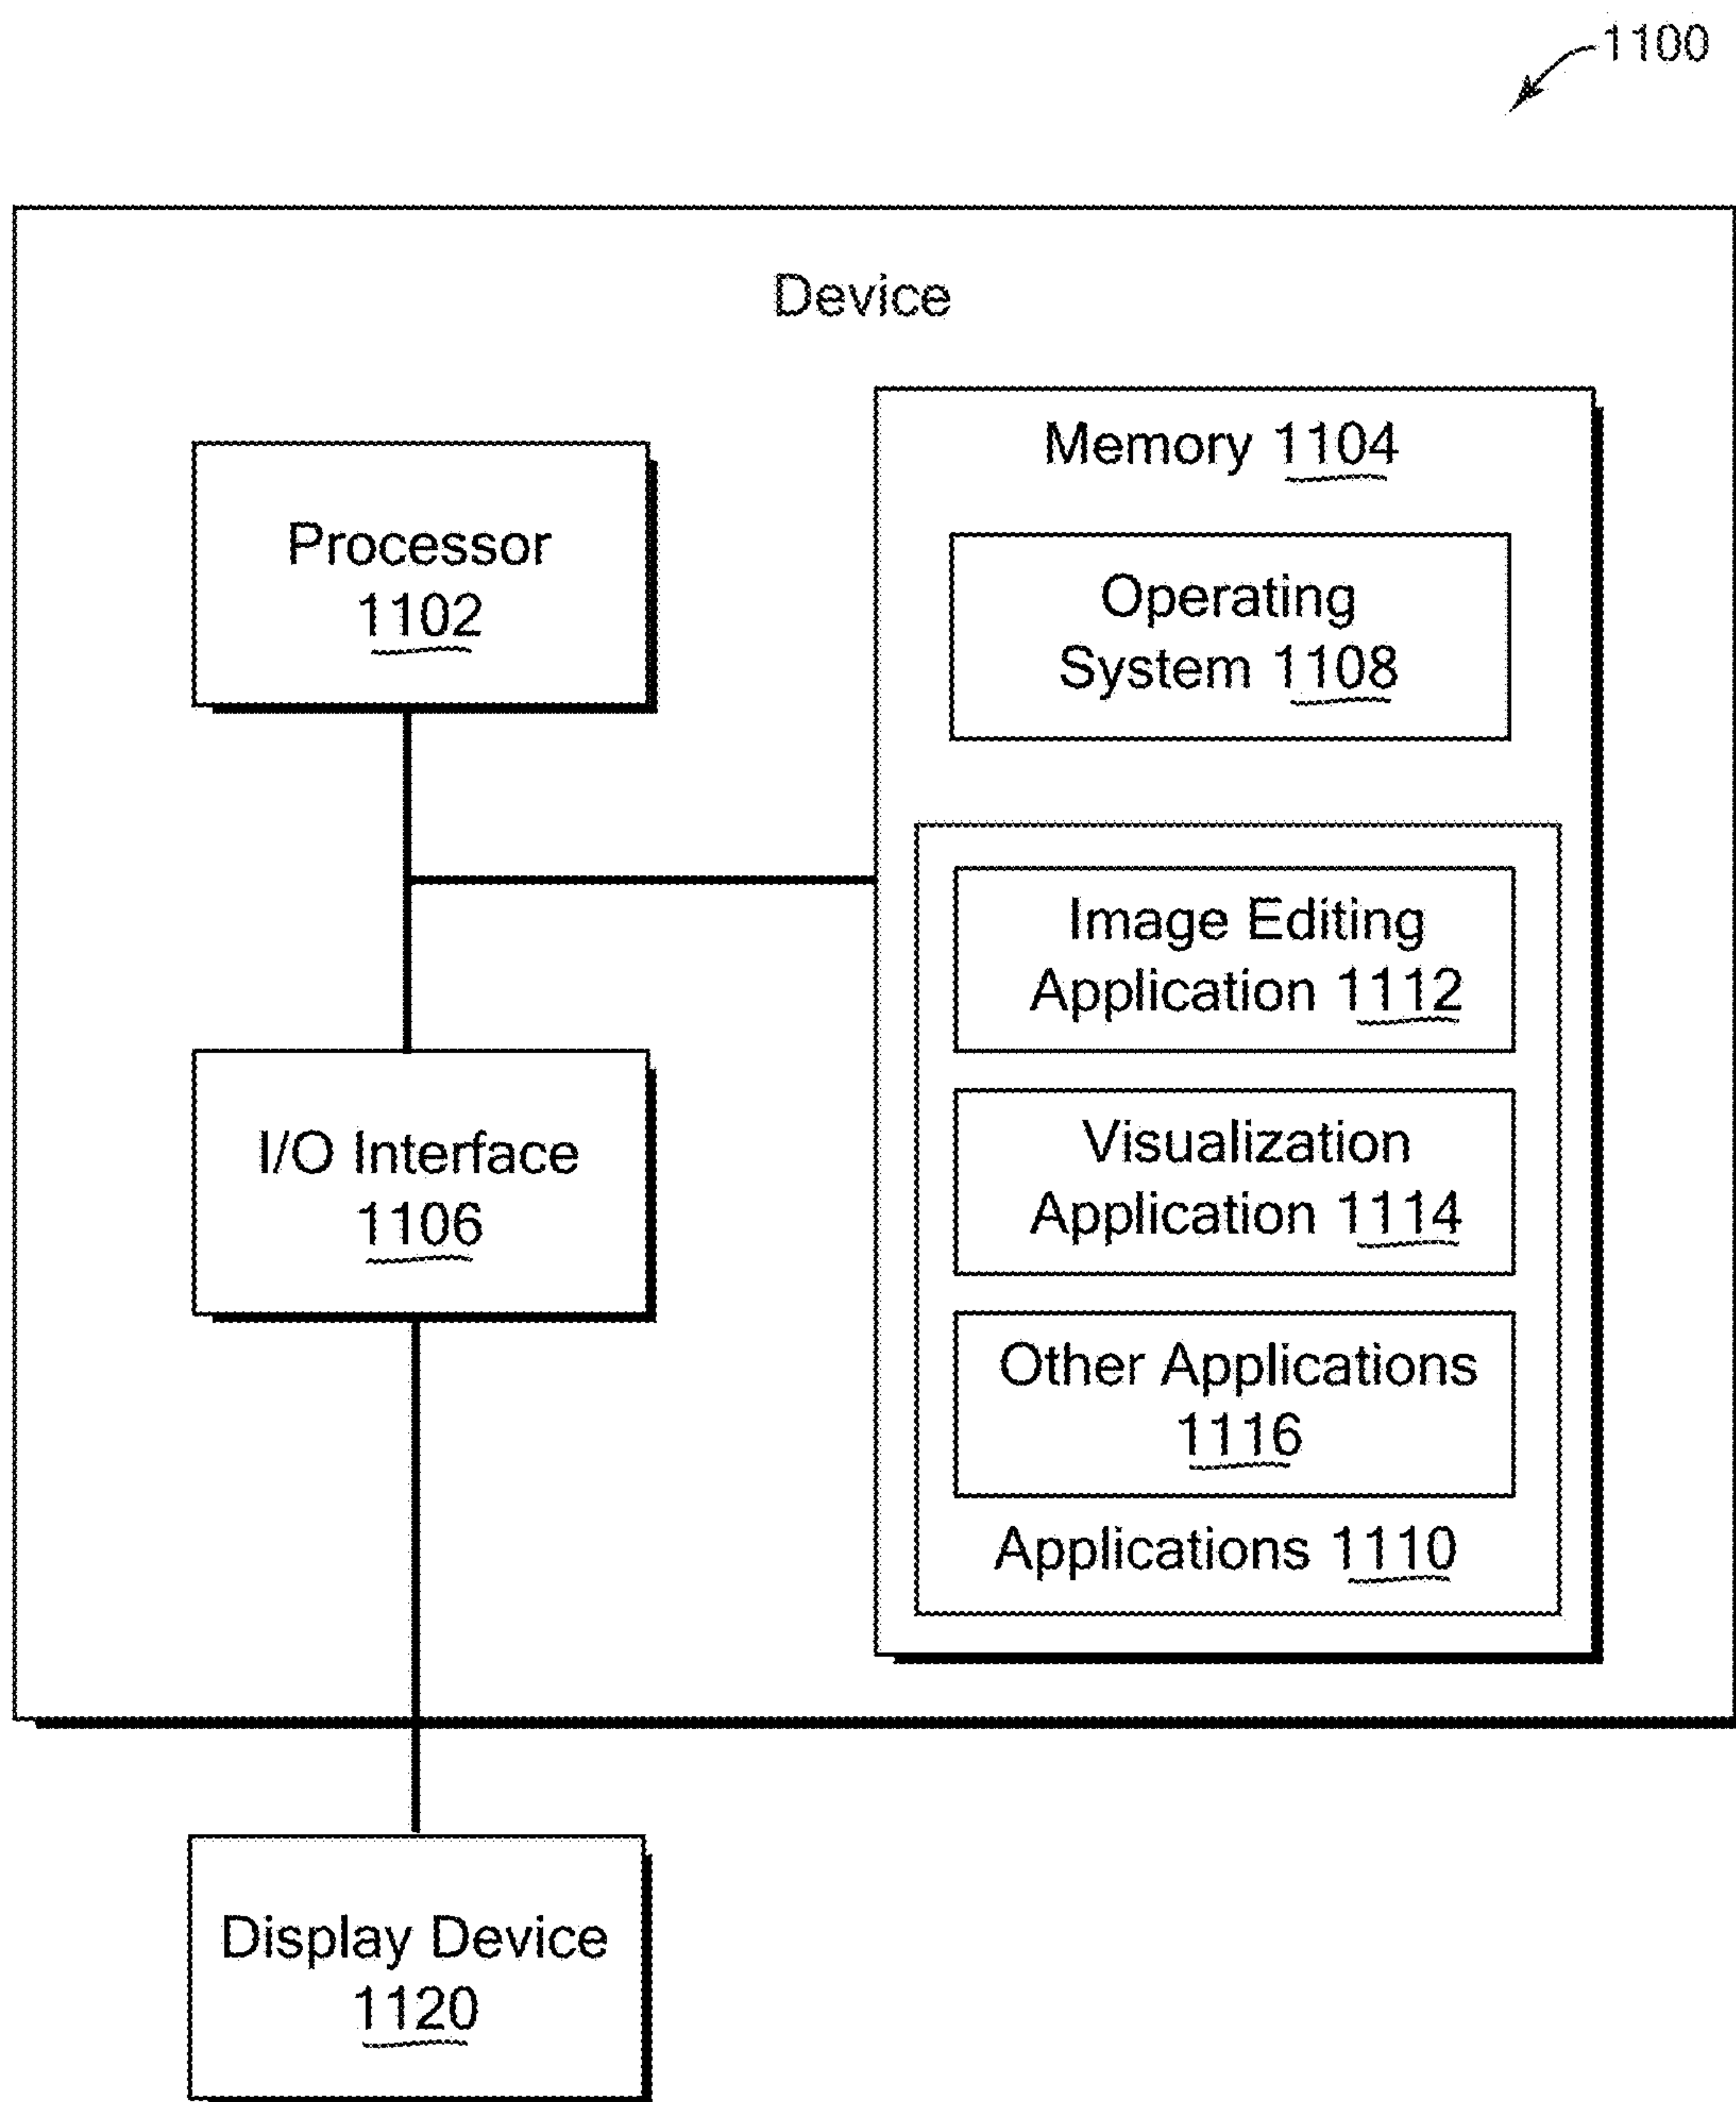 1100
Device
Processor
1102
Memory 1104
Operating
System 1108
Image Editing
Application 1112
Visualization
Application 1114
Other Applications
1116
Applications 1110
I/O Interface
1106
Display Device
1120